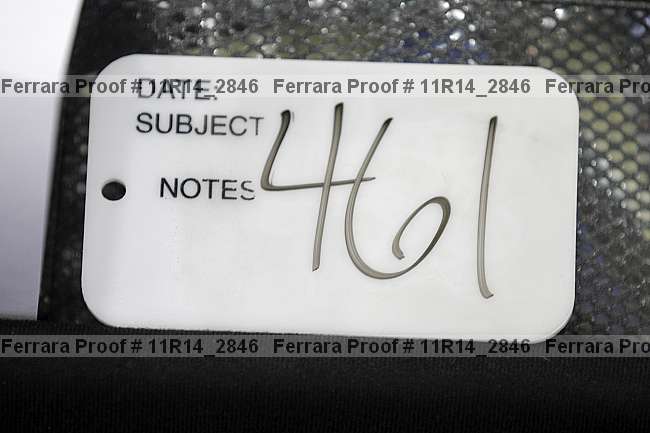 Ferrara Proof # 11R14_2846 Ferrara Proof # 11R14_2846 Ferrara Pro
DATE:
SUBJECT
461
NOTES
Ferrara Proof # 11R14_2846 Ferrara Proof # 11R14_2846 Ferrara Pro